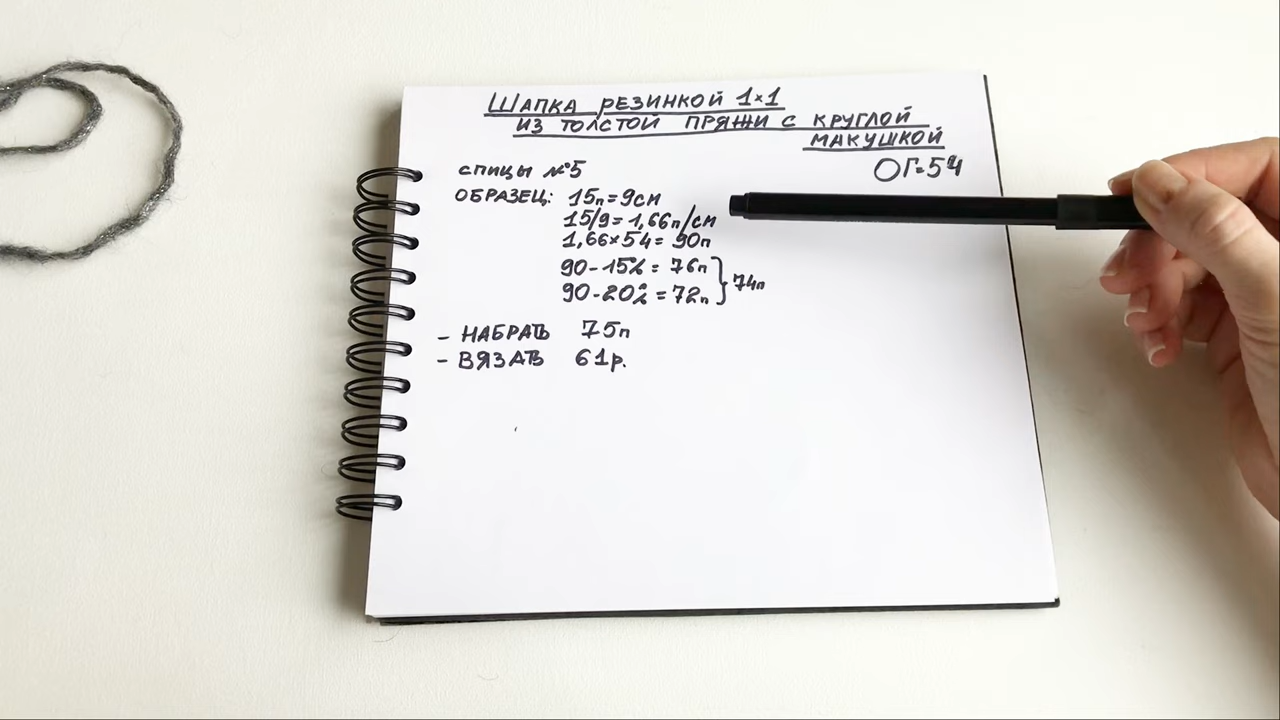 ШАПКА РЕЗИНКОЙ 1×1
ИЗ ТОЛСТОЙ ПРЯЖИ С КРУГЛОЙ
МАКУШКОЙ
ОГ=54
СПИЦЫ №5
ОБРАЗЕЦ: 15п=9см
15/9=1,66п/см
1,66×54=90п
90-15%=76п
90-20%=72п } 74п
- НАБРАТЬ 75п
- ВЯЗАТЬ 61р.